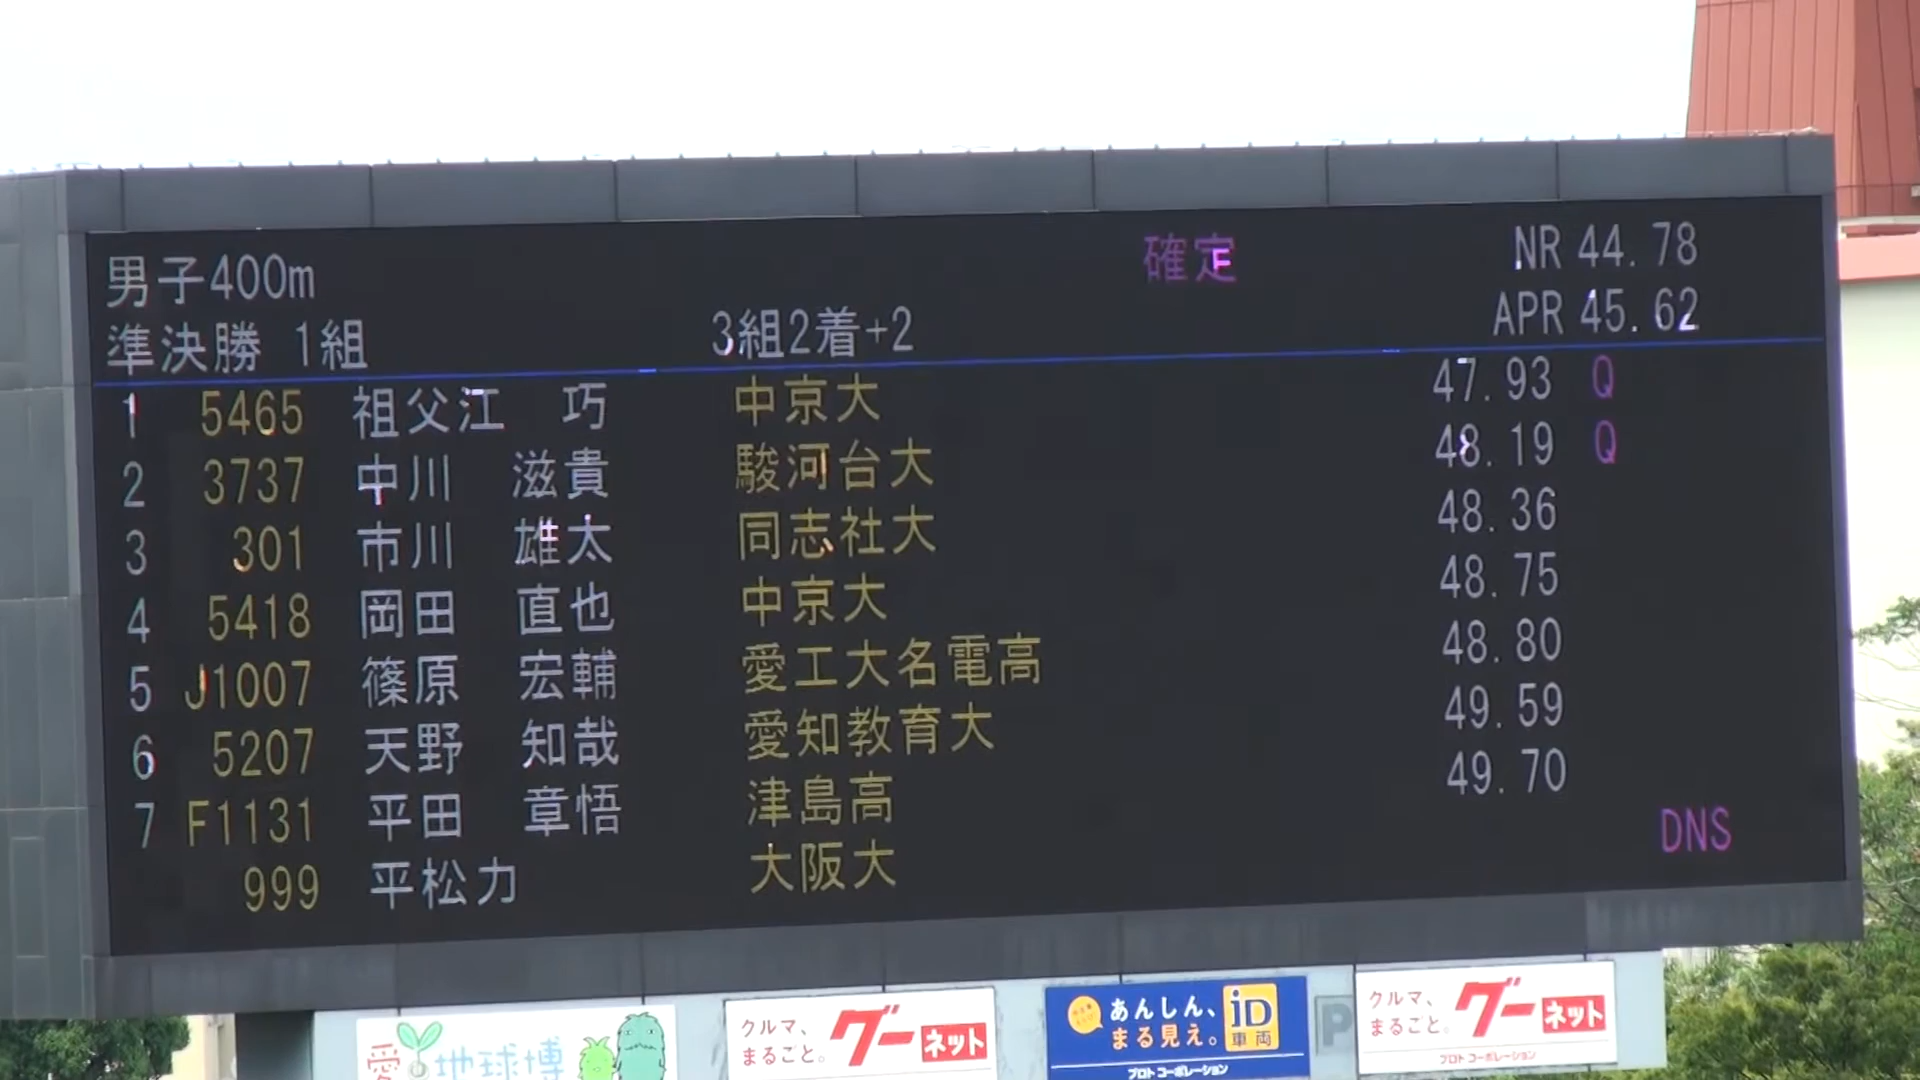 男子400m 確定 NR 44.78
準決勝 1組 3組2着+2 APR 45.62
1 5465 祖父江 巧 中京大 47.93 Q
2 3737 中川 滋貴 駿河台大 48.19 Q
3 301 市川 雄太 同志社大 48.36
4 5418 岡田 直也 中京大 48.75
5 J1007 篠原 宏輔 愛工大名電高 48.80
6 5207 天野 知哉 愛知教育大 49.59
7 F1131 平田 章悟 津島高 49.70
999 平松力 大阪大 DNS
愛・地球博
クルマ、
まるごと。
グーネット
あんしん、
まる見え。
iD
車両
プロトコーポレーション
P
クルマ、
まるごと。
グーネット
プロトコーポレーション